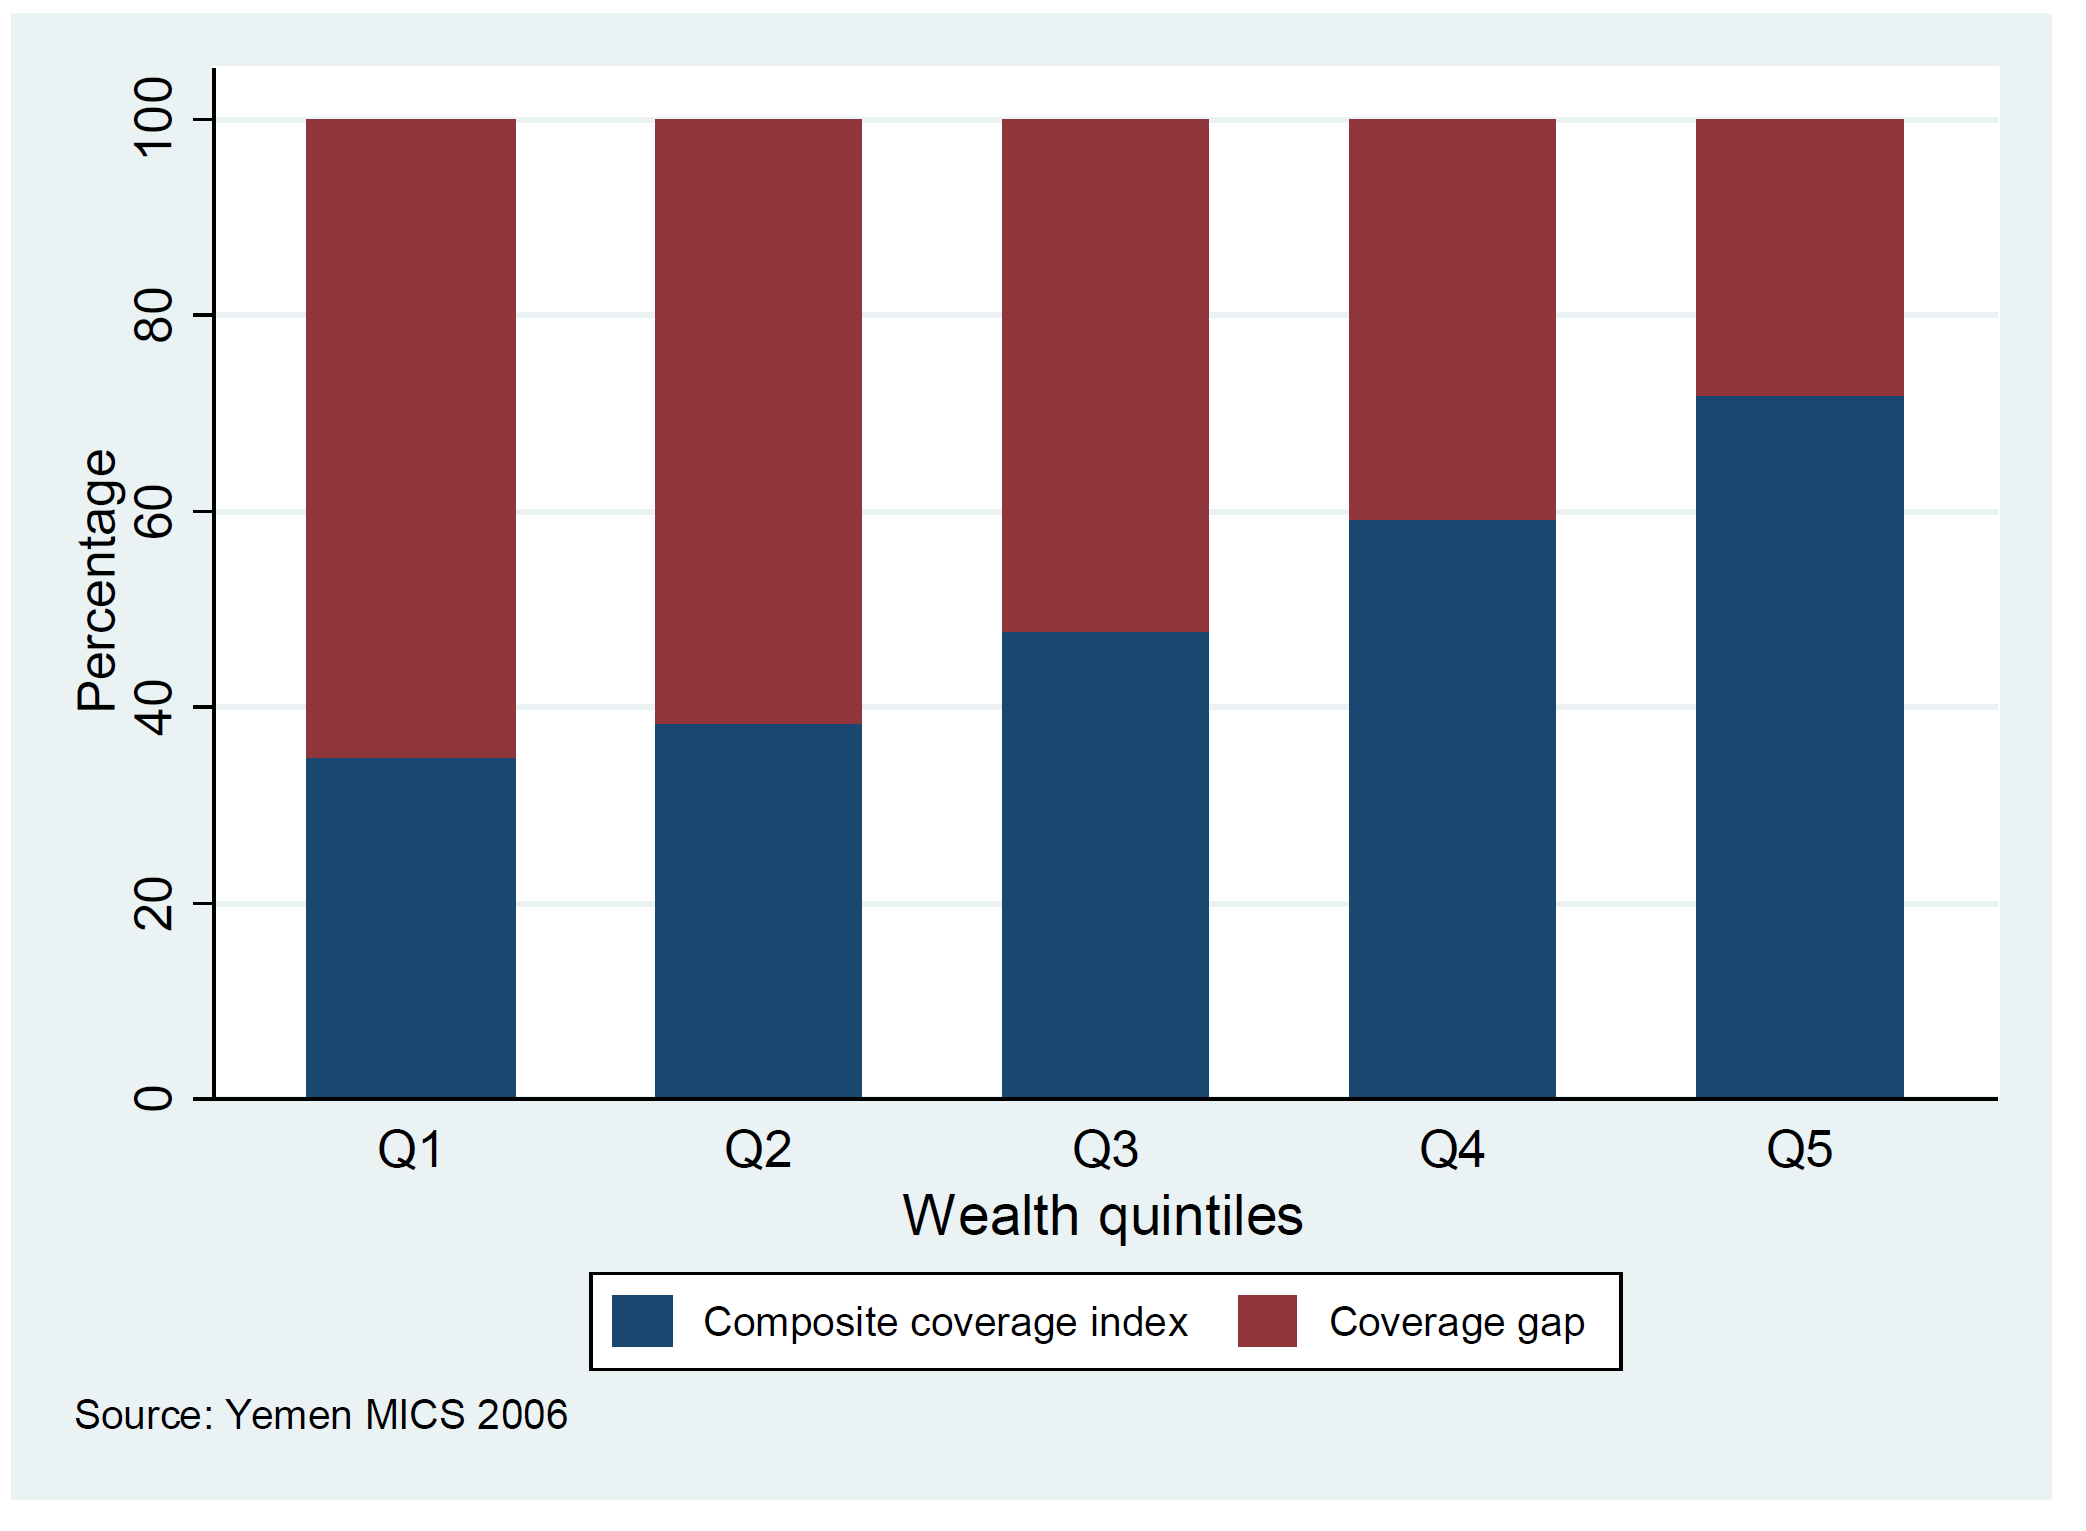 Percentage
100
80
60
40
20
0
Q1 Q2 Q3 Q4 Q5
Wealth quintiles
Composite coverage index Coverage gap
Source: Yemen MICS 2006